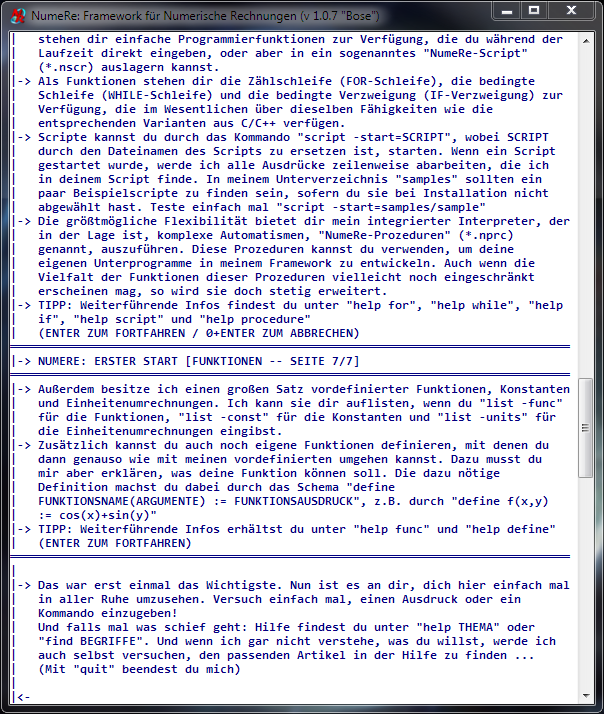 NumeRe: Framework für Numerische Rechnungen (v 1.0.7 "Bose")
|   stehen dir einfache Programmierfunktionen zur Verfügung, die du während der
|   Laufzeit direkt eingeben, oder aber in ein sogenanntes "NumeRe-Script"
|   (*.nscr) auslagern kannst.
|-> Als Funktionen stehen dir die Zählschleife (FOR-Schleife), die bedingte
|   Schleife (WHILE-Schleife) und die bedingte Verzweigung (IF-Verzweigung) zur
|   Verfügung, die im Wesentlichen über dieselben Fähigkeiten wie die
|   entsprechenden Varianten aus C/C++ verfügen.
|-> Scripte kannst du durch das Kommando "script -start=SCRIPT", wobei SCRIPT
|   durch den Dateinamen des Scripts zu ersetzen ist, starten. Wenn ein Script
|   gestartet wurde, werde ich alle Ausdrücke zeilenweise abarbeiten, die ich
|   in deinem Script finde. In meinem Unterverzeichnis "samples" sollten ein
|   paar Beispielscripte zu finden sein, sofern du sie bei Installation nicht
|   abgewählt hast. Teste einfach mal "script -start=samples/sample"
|-> Die größtmögliche Flexibilität bietet dir mein integrierter Interpreter, der
|   in der Lage ist, komplexe Automatismen, "NumeRe-Prozeduren" (*.nprc)
|   genannt, auszuführen. Diese Prozeduren kannst du verwenden, um deine
|   eigenen Unterprogramme in meinem Framework zu entwickeln. Auch wenn die
|   Vielfalt der Funktionen dieser Prozeduren vielleicht noch eingeschränkt
|   erscheinen mag, so wird sie doch stetig erweitert.
|-> TIPP: Weiterführende Infos findest du unter "help for", "help while", "help
|   if", "help script" und "help procedure"
|   (ENTER ZUM FORTFAHREN / 0+ENTER ZUM ABBRECHEN)
|-> NUMERE: ERSTER START [FUNKTIONEN -- SEITE 7/7]
|-> Außerdem besitze ich einen großen Satz vordefinierter Funktionen, Konstanten
|   und Einheitenumrechnungen. Ich kann sie dir auflisten, wenn du "list -func"
|   für die Funktionen, "list -const" für die Konstanten und "list -units" für
|   die Einheitenumrechnungen eingibst.
|-> Zusätzlich kannst du auch noch eigene Funktionen definieren, mit denen du
|   dann genauso wie mit meinen vordefinierten umgehen kannst. Dazu musst du
|   mir aber erklären, was deine Funktion können soll. Die dazu nötige
|   Definition machst du dabei durch das Schema "define
|   FUNKTIONSNAME(ARGUMENTE) := FUNKTIONSAUSDRUCK", z.B. durch "define f(x,y)
|   := cos(x)+sin(y)"
|-> TIPP: Weiterführende Infos erhältst du unter "help func" und "help define"
|   (ENTER ZUM FORTFAHREN)
|
|-> Das war erst einmal das Wichtigste. Nun ist es an dir, dich hier einfach mal
|   in aller Ruhe umzusehen. Versuch einfach mal, einen Ausdruck oder ein
|   Kommando einzugeben!
|   Und falls mal was schief geht: Hilfe findest du unter "help THEMA" oder
|   "find BEGRIFFE". Und wenn ich gar nicht verstehe, was du willst, werde ich
|   auch selbst versuchen, den passenden Artikel in der Hilfe zu finden ...
|   (Mit "quit" beendest du mich)
|
|<-